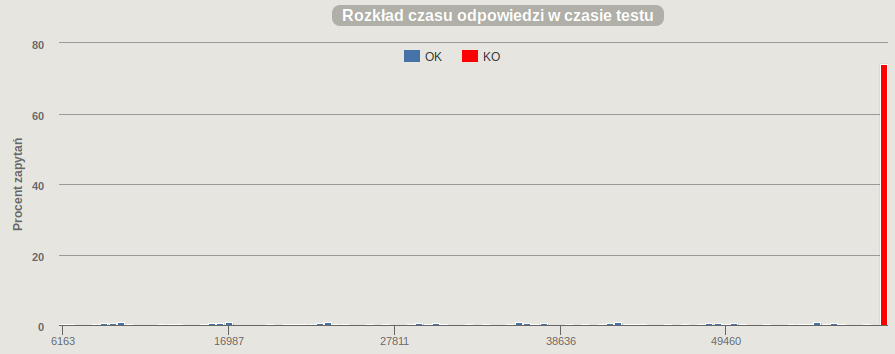 Rozkład czasu odpowiedzi w czasie testu
OK KO
Procent zapytań
80
60
40
20
0
6163 16987 27811 38636 49460